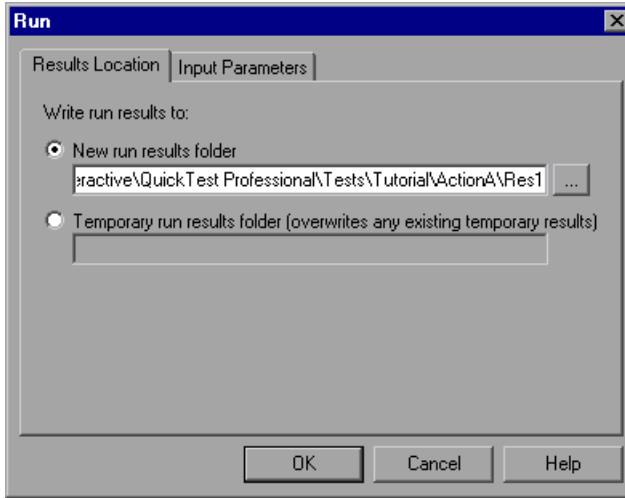 Run
Results Location Input Parameters
Write run results to:
New run results folder
eractive\QuickTest Professional\Tests\Tutorial\ActionA\Res1 ...
Temporary run results folder (overwrites any existing temporary results)
OK Cancel Help